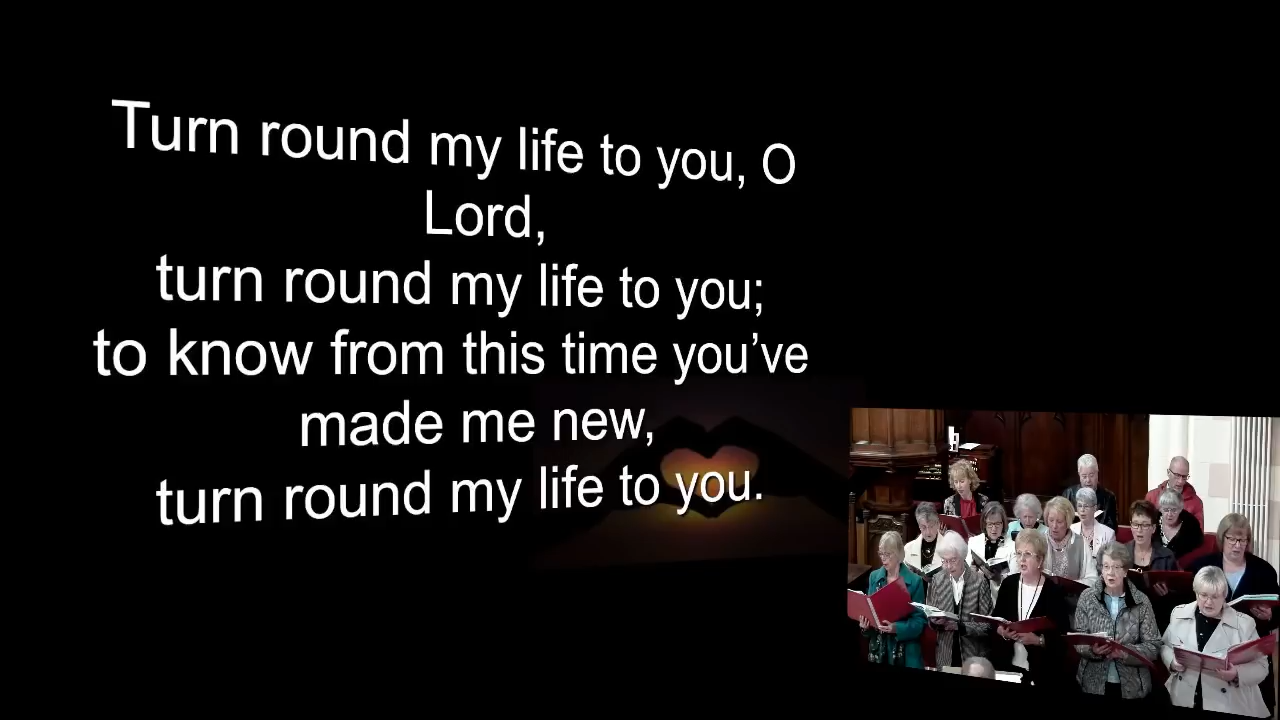 Turn round my life to you, O
Lord,
turn round my life to you;
to know from this time you’ve
made me new,
turn round my life to you.